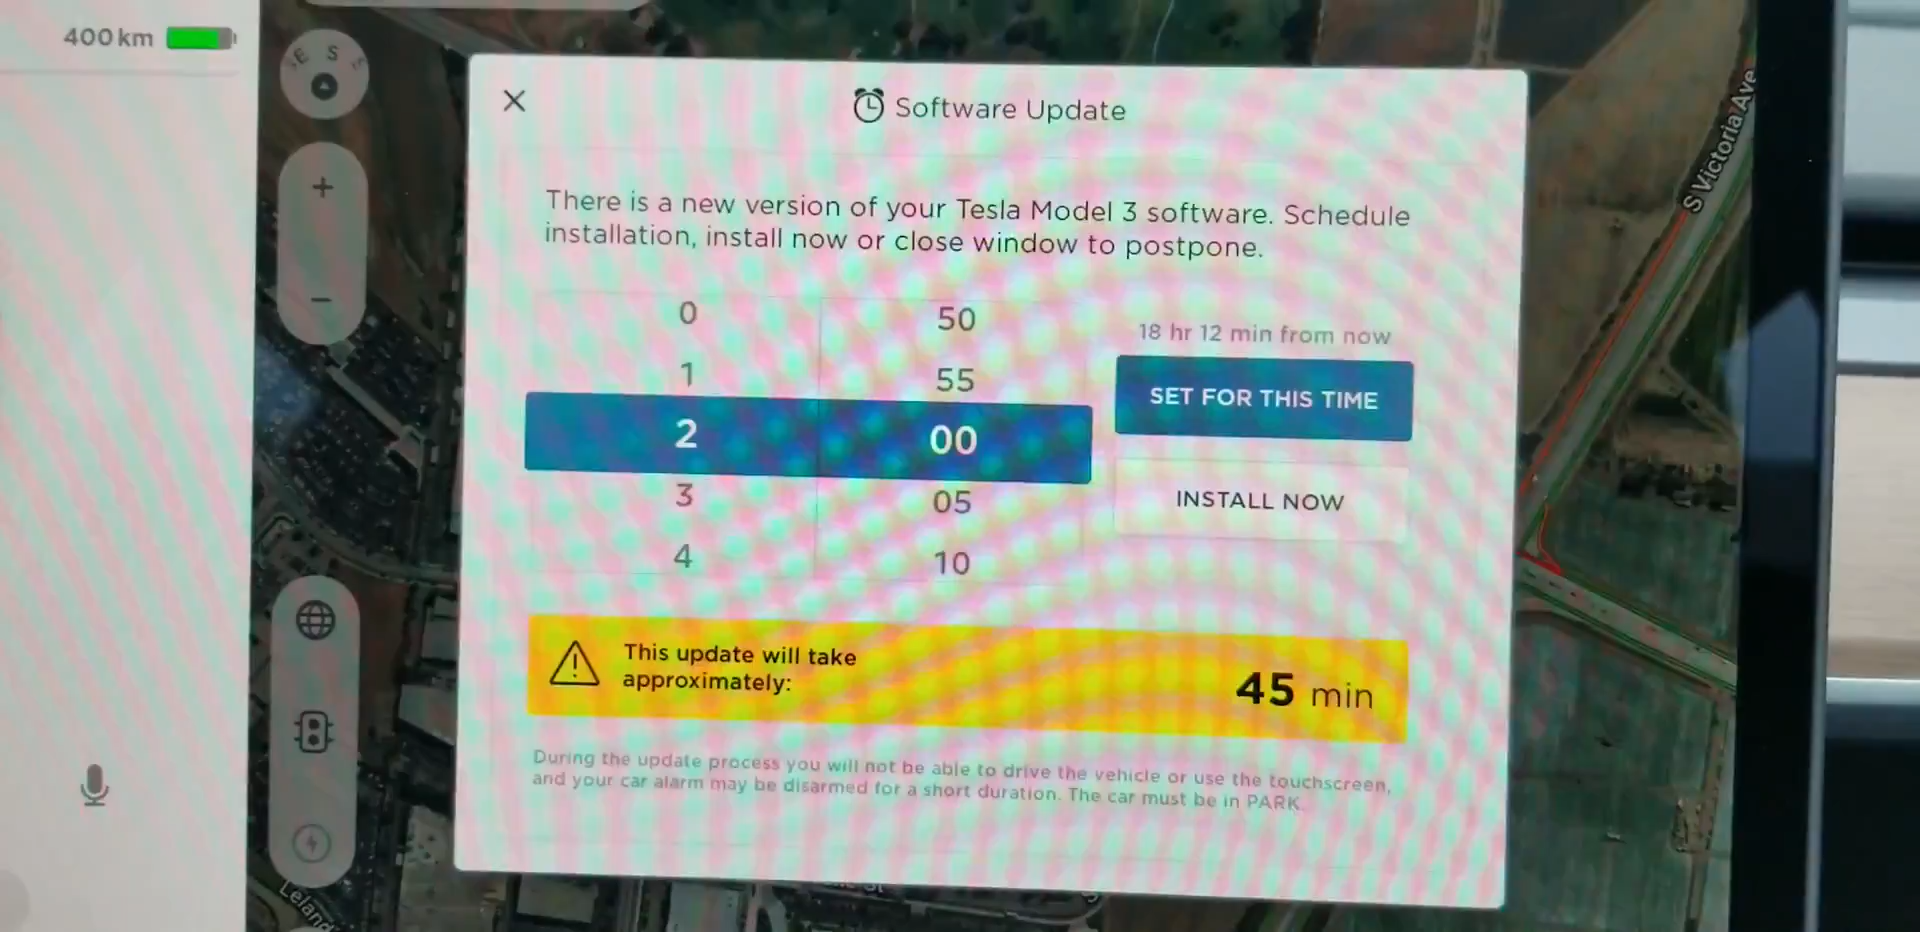 400 km
E S S
Software Update
There is a new version of your Tesla Model 3 software. Schedule
installation, install now or close window to postpone.
0 50
1 55
2 00
3 05
4 10
18 hr 12 min from now
SET FOR THIS TIME
INSTALL NOW
This update will take
approximately:
45 min
During the update process you will not be able to drive the vehicle or use the touchscreen,
and your car alarm may be disarmed for a short duration. The car must be in PARK.
S Victoria Ave
Leland